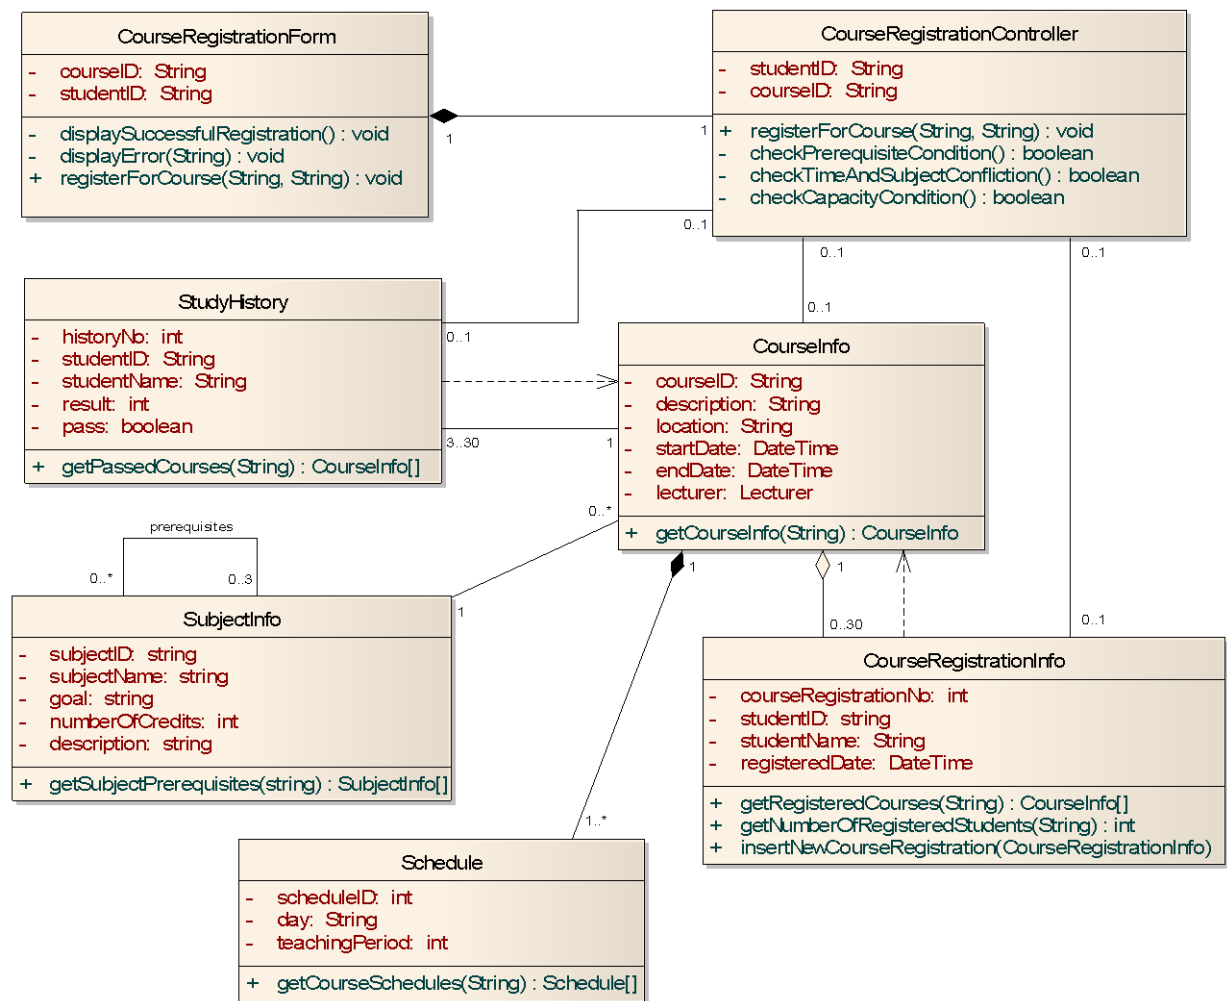 CourseRegistrationForm
- courseID: String
- studentID: String
- displaySuccessfulRegistration() : void
- displayError(String) : void
+ registerForCourse(String, String) : void
1
1
CourseRegistrationController
- studentID: String
- courseID: String
+ registerForCourse(String, String) : void
- checkPrerequisiteCondition() : boolean
- checkTimeAndSubjectConfliction() : boolean
- checkCapacityCondition() : boolean
0..1
0..1
0..1
StudyHistory
- historyNo: int
- studentID: String
- studentName: String
- result: int
- pass: boolean
+ getPassedCourses(String) : CourseInfo[]
0..1
3..30
1
0..1
CourseInfo
- courseID: String
- description: String
- location: String
- startDate: DateTime
- endDate: DateTime
- lecturer: Lecturer
+ getCourseInfo(String) : CourseInfo
0..*
1
1
prerequisites
0..*
0..3
1
SubjectInfo
- subjectID: string
- subjectName: string
- goal: string
- numberOfCredits: int
- description: string
+ getSubjectPrerequisites(string) : SubjectInfo[]
0..30
0..1
CourseRegistrationInfo
- courseRegistrationNo: int
- studentID: string
- studentName: String
- registeredDate: DateTime
+ getRegisteredCourses(String) : CourseInfo[]
+ getNumberOfRegisteredStudents(String) : int
+ insertNewCourseRegistration(CourseRegistrationInfo)
1..*
Schedule
- scheduleID: int
- day: String
- teachingPeriod: int
+ getCourseSchedules(String) : Schedule[]